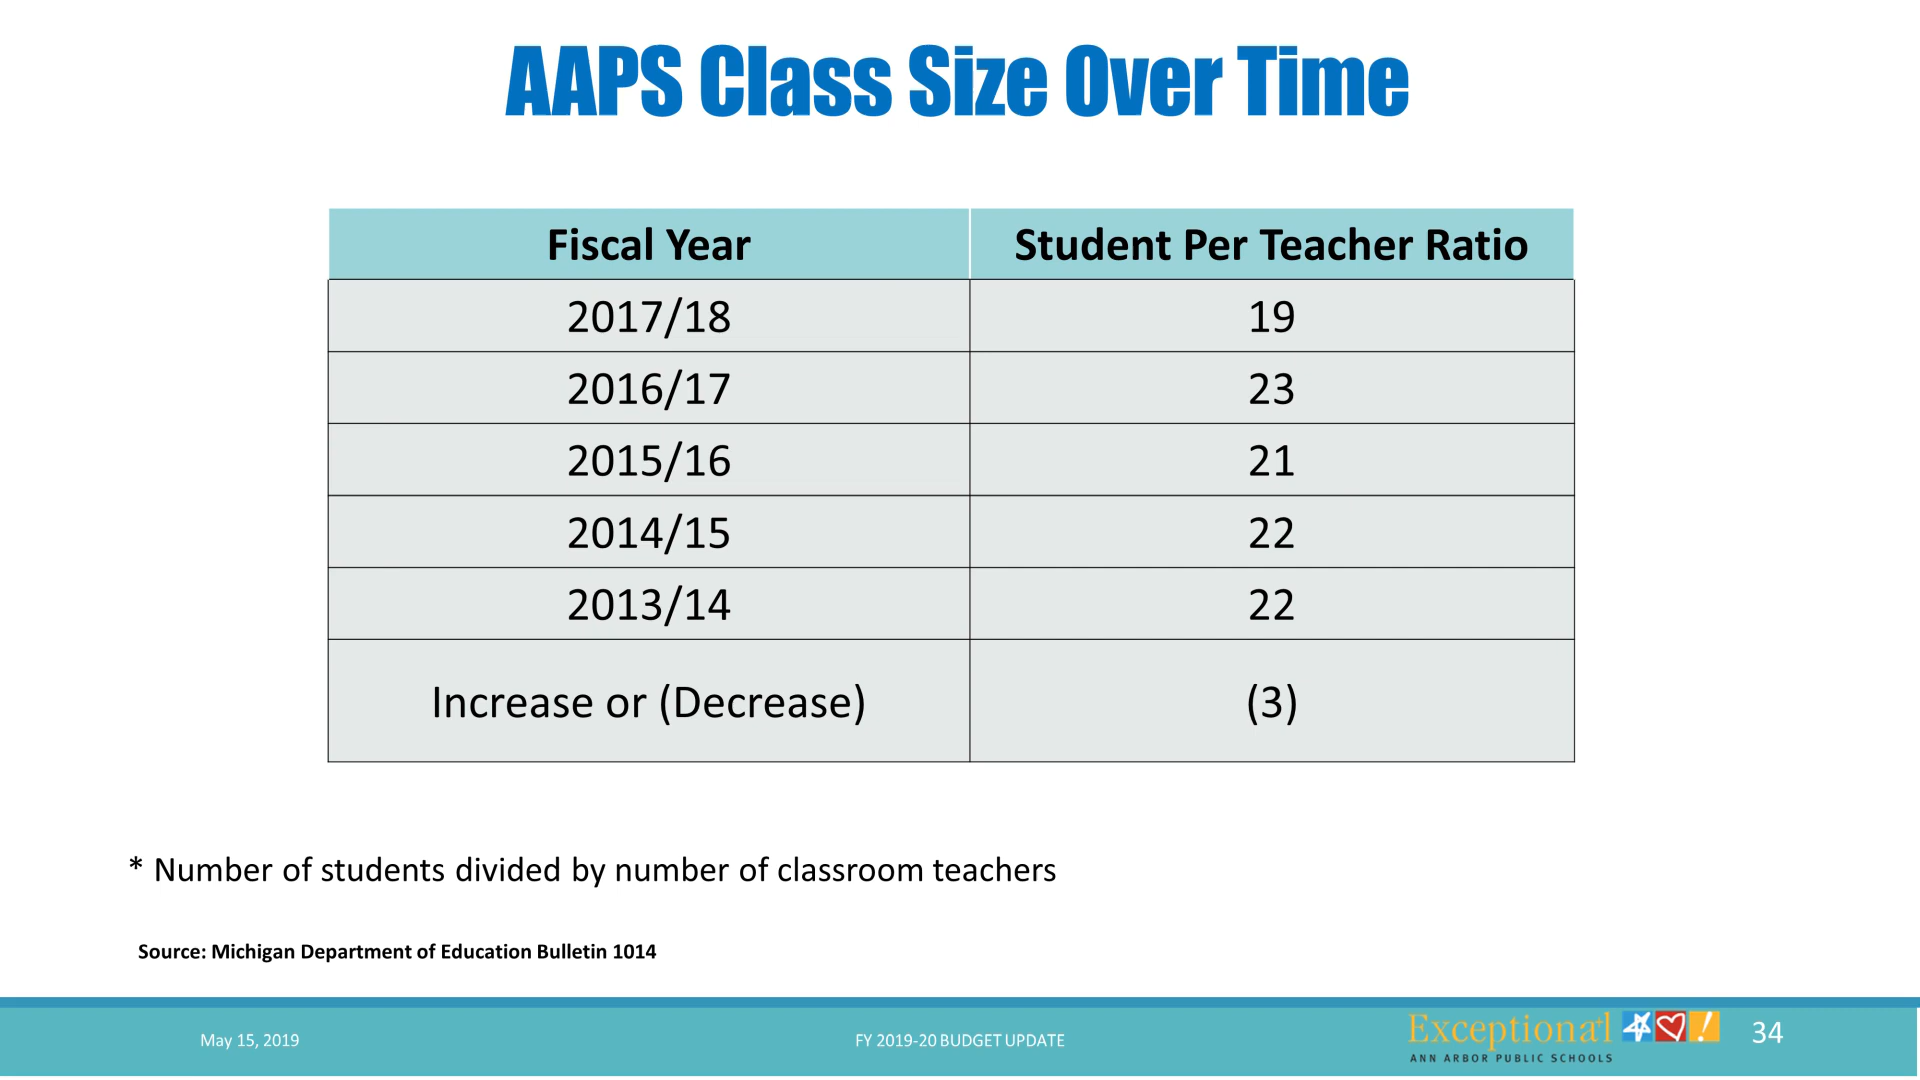 AAPS Class Size Over Time
Fiscal Year Student Per Teacher Ratio
2017/18 19
2016/17 23
2015/16 21
2014/15 22
2013/14 22
Increase or (Decrease) (3)
* Number of students divided by number of classroom teachers
Source: Michigan Department of Education Bulletin 1014
May 15, 2019 FY 2019-20 BUDGET UPDATE Exceptiona+l ! 34
ANN ARBOR PUBLIC SCHOOLS